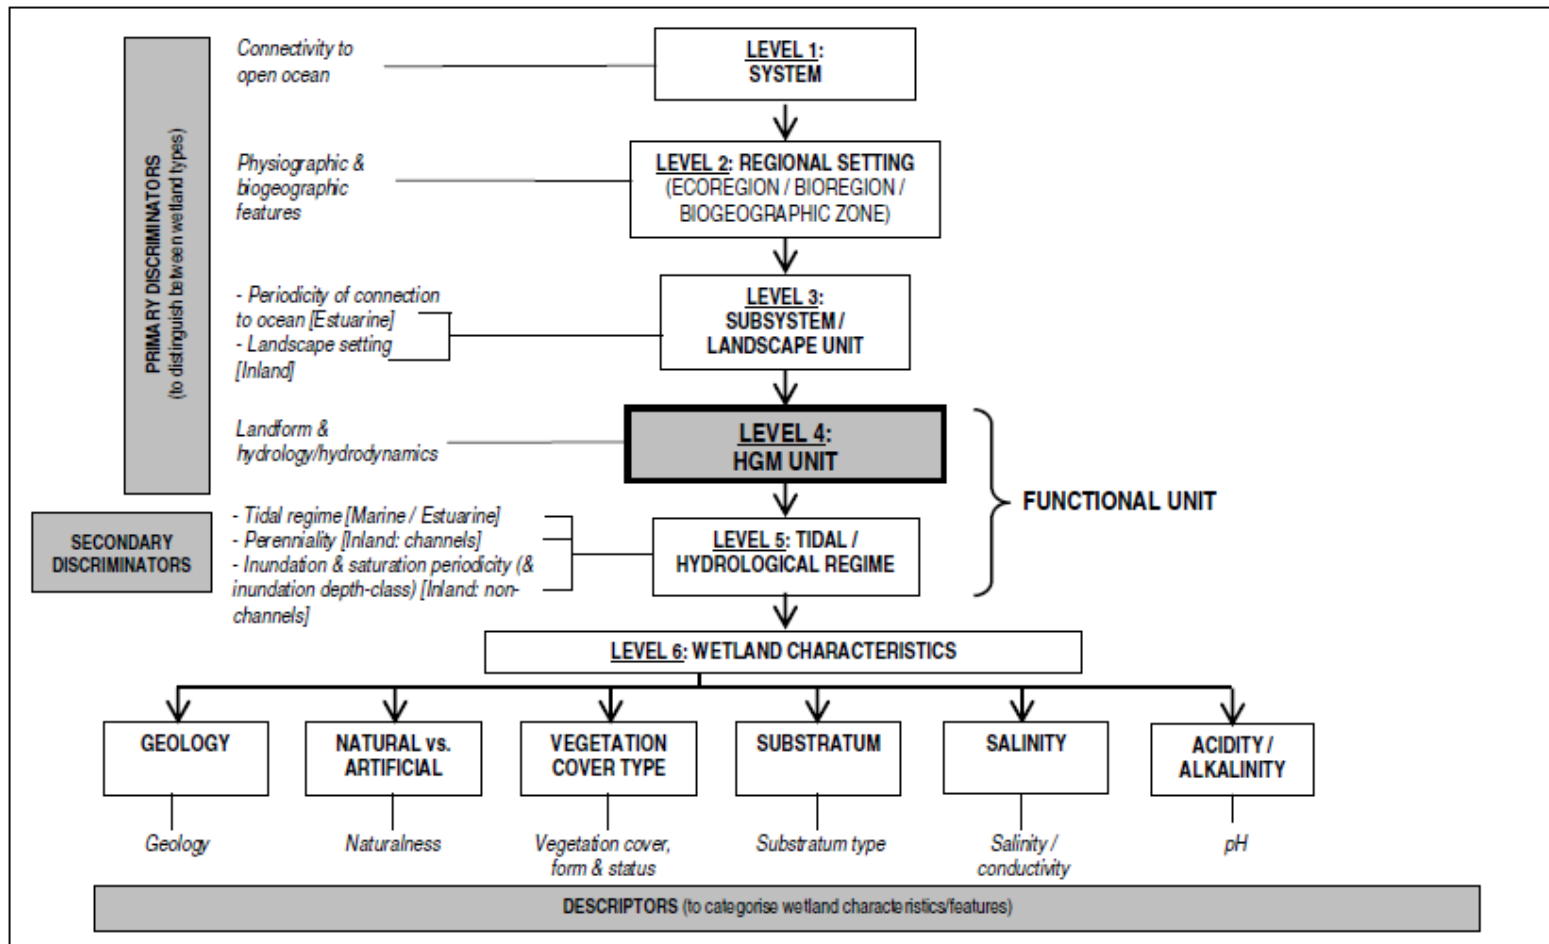 PRIMARY DISCRIMINATORS
(to distinguish between wetland types)
Connectivity to
open ocean
LEVEL 1:
SYSTEM
Physiographic &
biogeographic
features
LEVEL 2: REGIONAL SETTING
(ECOREGION / BIOREGION /
BIOGEOGRAPHIC ZONE)
- Periodicity of connection
to ocean [Estuarine]
- Landscape setting
[Inland]
LEVEL 3:
SUBSYSTEM /
LANDSCAPE UNIT
Landform &
hydrology/hydrodynamics
LEVEL 4:
HGM UNIT
FUNCTIONAL UNIT
SECONDARY
DISCRIMINATORS
- Tidal regime [Marine / Estuarine]
- Perenniality [Inland: channels]
- Inundation & saturation periodicity (&
inundation depth-class) [Inland: non-
channels]
LEVEL 5: TIDAL /
HYDROLOGICAL REGIME
LEVEL 6: WETLAND CHARACTERISTICS
GEOLOGY
NATURAL vs.
ARTIFICIAL
VEGETATION
COVER TYPE
SUBSTRATUM
SALINITY
ACIDITY /
ALKALINITY
Geology
Naturalness
Vegetation cover,
form & status
Substratum type
Salinity /
conductivity
pH
DESCRIPTORS (to categorise wetland characteristics/features)